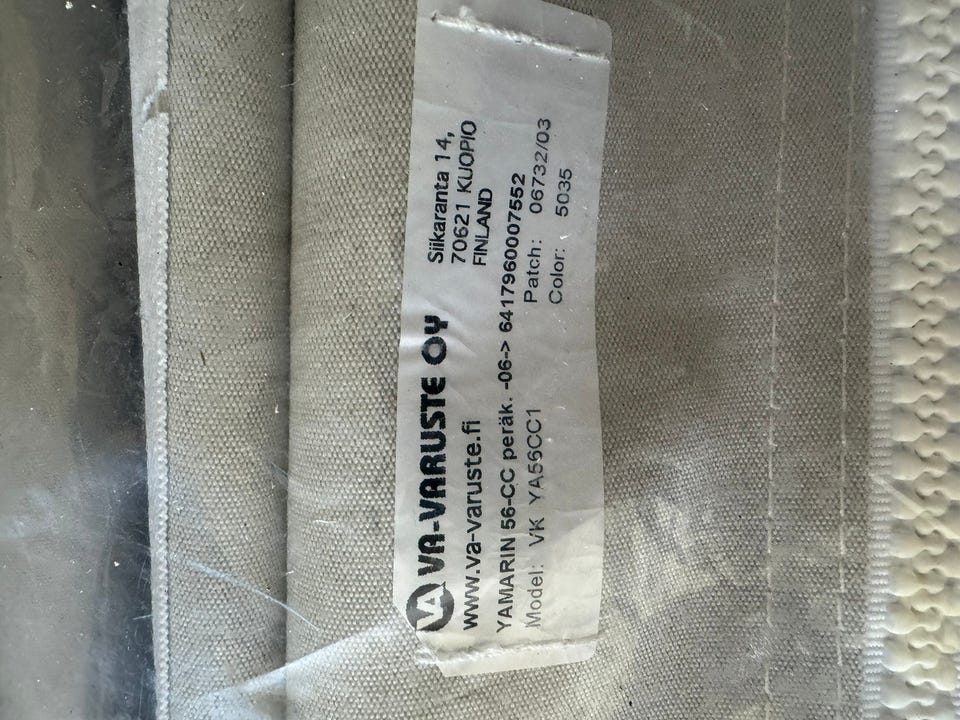 VA VA-VARUSTE OY
www.va-varuste.fi
Siikaranta 14,
70621 KUOPIO
FINLAND
YAMARIN 56-CC peräk. -06-> 6417960007552
Model: VK YA56CC1
Patch: 06732/03
Color: 5035